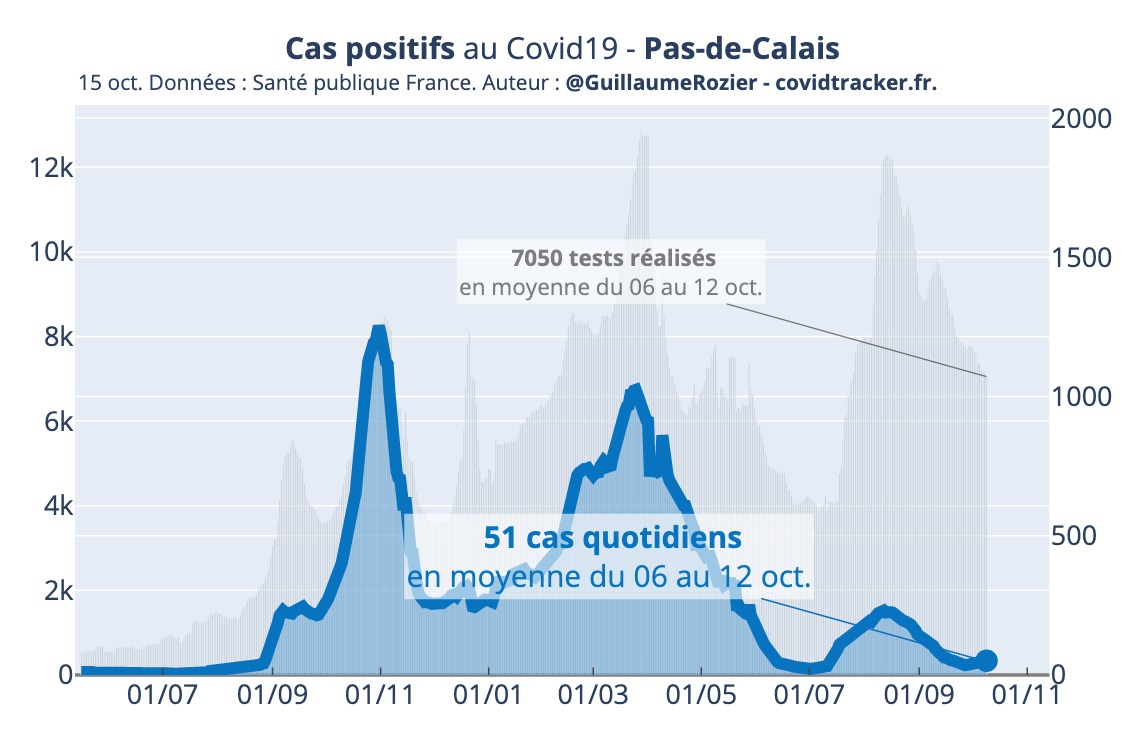 Cas positifs au Covid19 - Pas-de-Calais
15 oct. Données : Santé publique France. Auteur : @GuillaumeRozier - covidtracker.fr.
2000
12k
10k
1500
8k
1000
6k
4k
500
2k
0
0
7050 tests réalisés
en moyenne du 06 au 12 oct.
51 cas quotidiens
en moyenne du 06 au 12 oct.
01/07 01/09 01/11 01/01 01/03 01/05 01/07 01/09 01/11